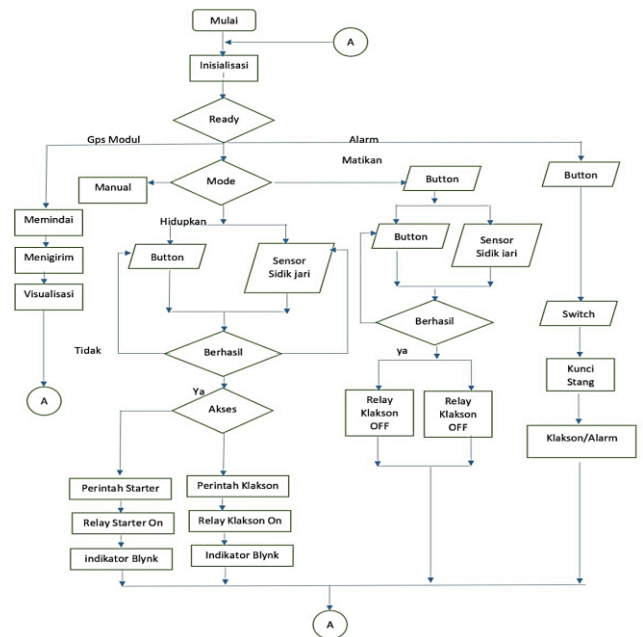 Mulai
A
Inisialisasi
Ready
Gps Modul
Alarm
Matikan
Manual
Mode
Button
Button
Memindai
Hidupkan
Button
Sensor
Sidik jari
Button
Sensor
Sidik iari
Menigirim
Visualisasi
Switch
Berhasil
Tidak
Berhasil
ya
Kunci
Stang
A
Ya
Akses
Relay
Klakson
OFF
Relay
Klakson
OFF
Klakson/Alarm
Perintah Starter
Perintah Klakson
Relay Starter On
Relay Klakson On
indikator Blynk
Indikator Blynk
A